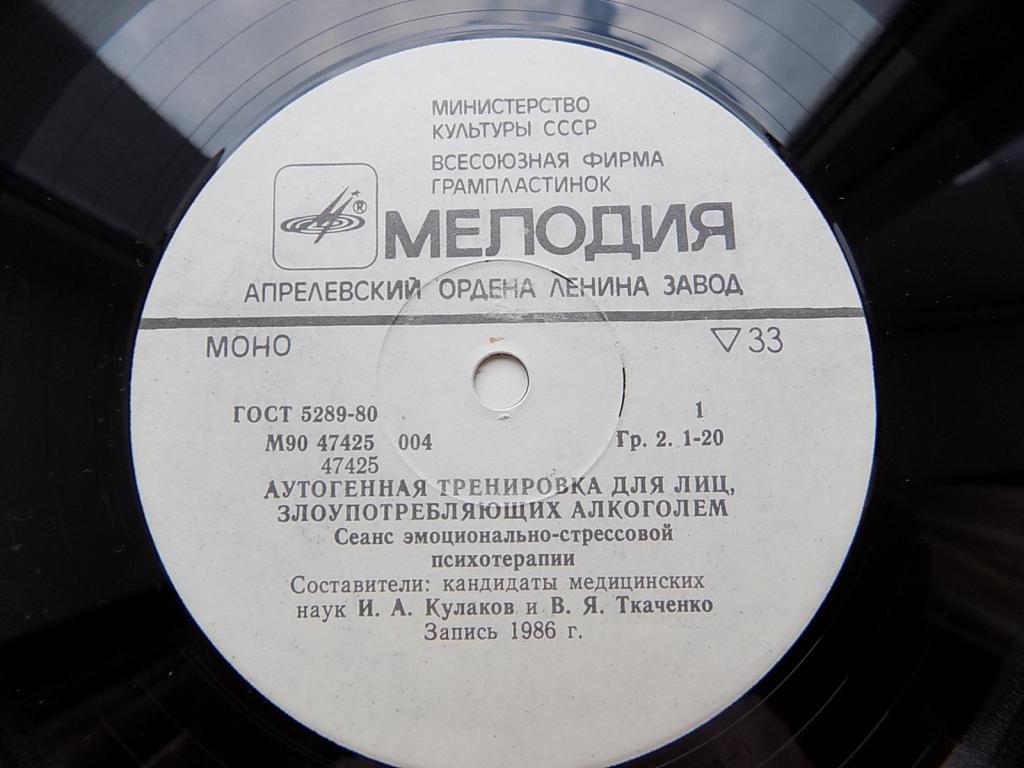 МИНИСТЕРСТВО
КУЛЬТУРЫ СССР
ВСЕСОЮЗНАЯ ФИРМА
ГРАМПЛАСТИНОК
®
МЕЛОДИЯ
АПРЕЛЕВСКИЙ ОРДЕНА ЛЕНИНА ЗАВОД
МОНО ▽33
ГОСТ 5289-80 1
М90 47425 004 Гр. 2. 1-20
47425
АУТОГЕННАЯ ТРЕНИРОВКА ДЛЯ ЛИЦ,
ЗЛОУПОТРЕБЛЯЮЩИХ АЛКОГОЛЕМ
Сеанс эмоционально-стрессовой
психотерапии
Составители: кандидаты медицинских
наук И. А. Кулаков и В. Я. Ткаченко
Запись 1986 г.